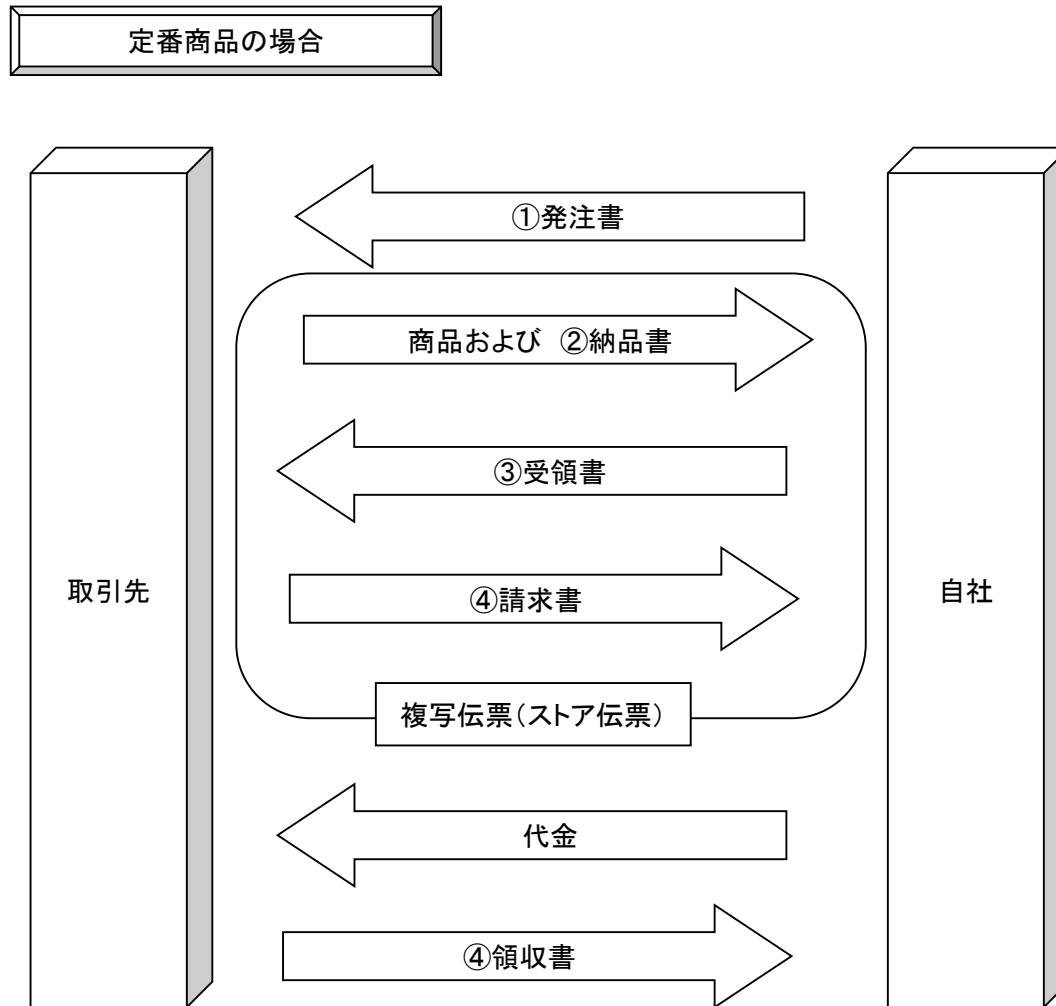 定番商品の場合
①発注書
商品および ②納品書
③受領書
取引先
④請求書
自社
複写伝票(ストア伝票)
代金
④領収書